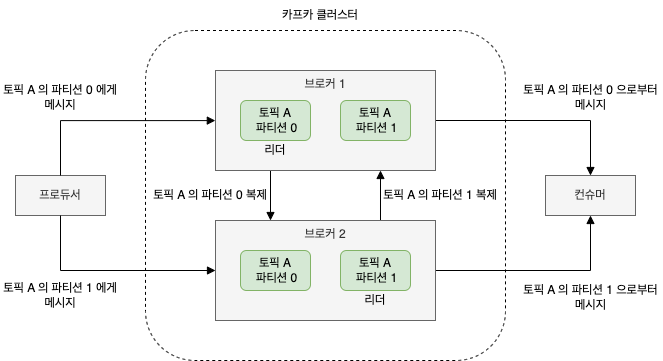 카프카 클러스터
토픽 A 의 파티션 0 에게
메시지
브로커 1
토픽 A
파티션 0
토픽 A
파티션 1
리더
토픽 A 의 파티션 0 으로부터
메시지
프로듀서
토픽 A 의 파티션 0 복제
토픽 A 의 파티션 1 복제
컨슈머
브로커 2
토픽 A
파티션 0
토픽 A
파티션 1
리더
토픽 A 의 파티션 1 에게
메시지
토픽 A 의 파티션 1 으로부터
메시지